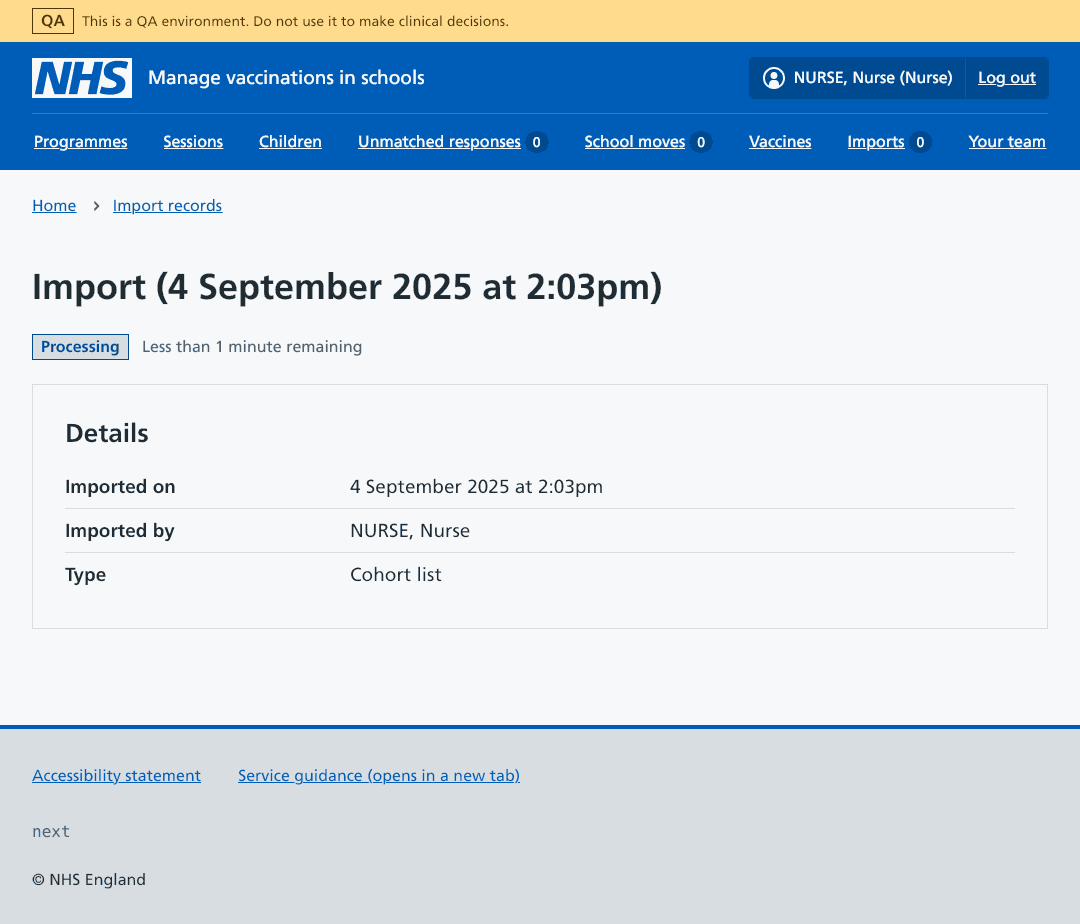 QA This is a QA environment. Do not use it to make clinical decisions.
NHS Manage vaccinations in schools NURSE, Nurse (Nurse) Log out
Programmes Sessions Children Unmatched responses 0 School moves 0 Vaccines Imports 0 Your team
Home › Import records
Import (4 September 2025 at 2:03pm)
Processing Less than 1 minute remaining
Details
Imported on 4 September 2025 at 2:03pm
Imported by NURSE, Nurse
Type Cohort list
Accessibility statement Service guidance (opens in a new tab)
next
© NHS England